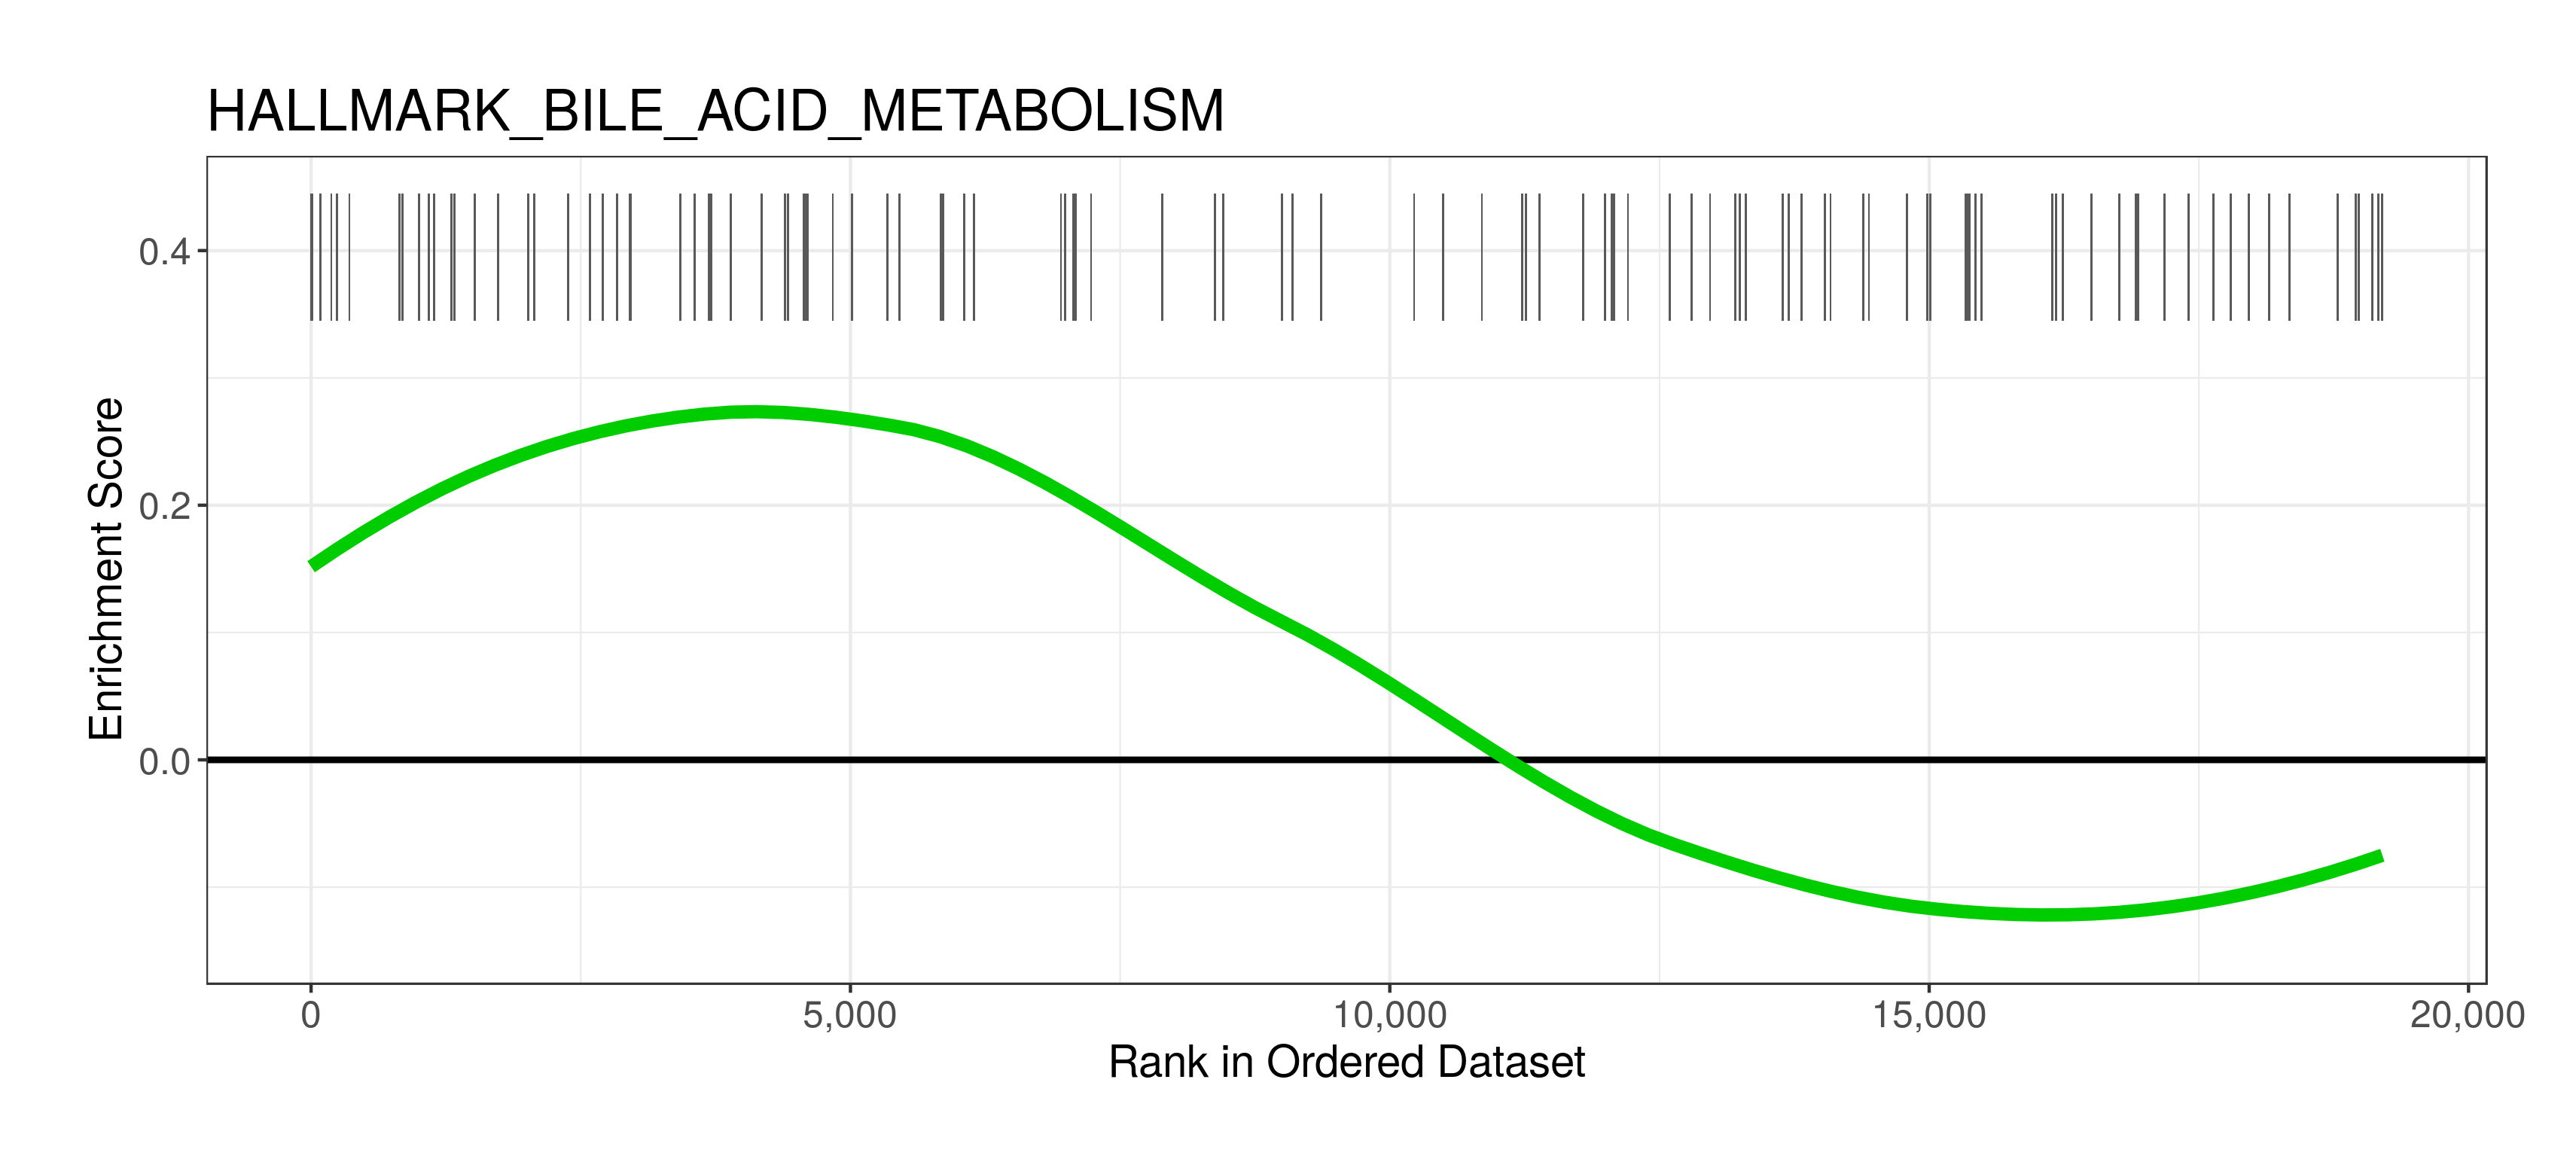 HALLMARK_BILE_ACID_METABOLISM
0.4
0.2
0.0
Enrichment Score
0 5,000 10,000 15,000 20,000
Rank in Ordered Dataset